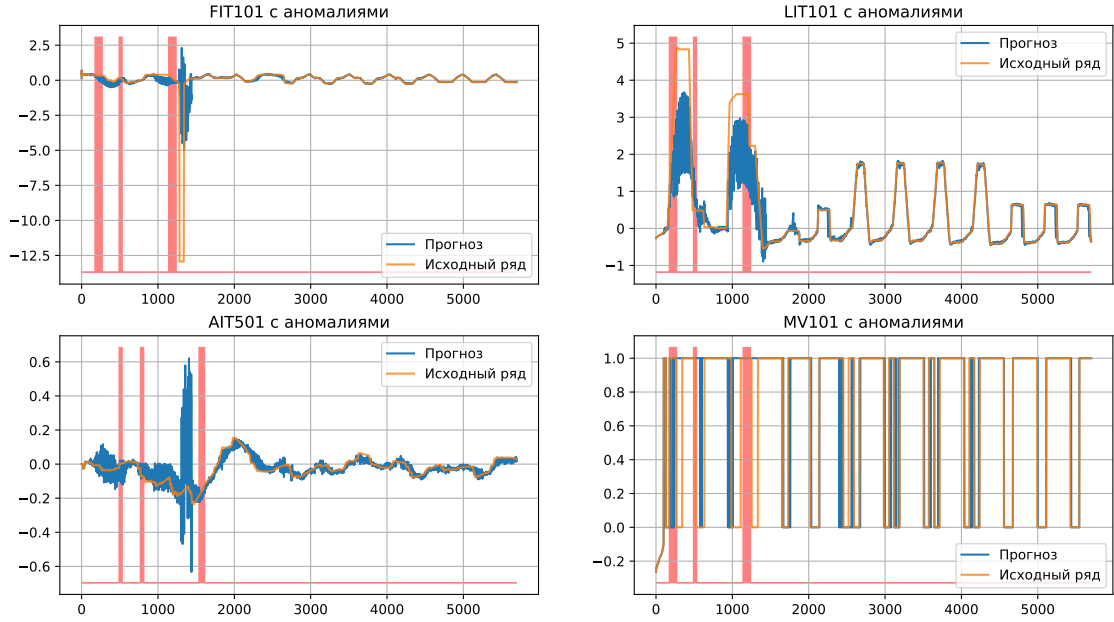 FIT101 с аномалиями
2.5
0.0
−2.5
−5.0
−7.5
−10.0
−12.5
0 1000 2000 3000 4000 5000
Прогноз
Исходный ряд
LIT101 с аномалиями
5
4
3
2
1
0
−1
0 1000 2000 3000 4000 5000
Прогноз
Исходный ряд
AIT501 с аномалиями
0.6
0.4
0.2
0.0
−0.2
−0.4
−0.6
0 1000 2000 3000 4000 5000
Прогноз
Исходный ряд
MV101 с аномалиями
1.0
0.8
0.6
0.4
0.2
0.0
−0.2
0 1000 2000 3000 4000 5000
Прогноз
Исходный ряд